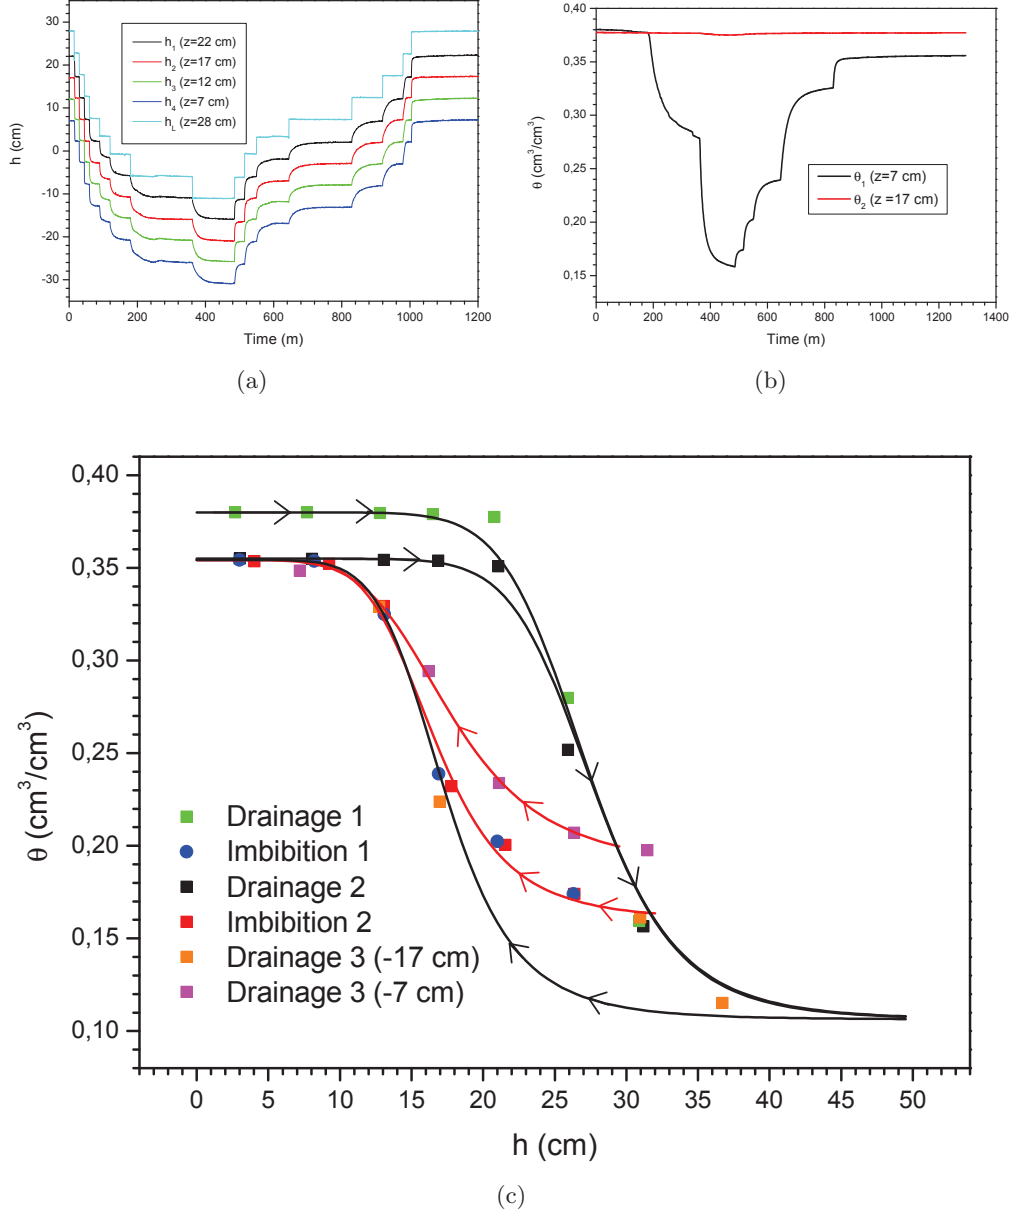 30
20
10
0
-10
-20
-30
h (cm)
h1 (z=22 cm)
h2 (z=17 cm)
h3 (z=12 cm)
h4 (z=7 cm)
hL (z=28 cm)
0 200 400 600 800 1000 1200
Time (m)
(a)
0,40
0,35
0,30
0,25
0,20
0,15
θ (cm3/cm3)
θ1 (z=7 cm)
θ2 (z =17 cm)
0 200 400 600 800 1000 1200 1400
Time (m)
(b)
0,40
0,35
0,30
0,25
0,20
0,15
0,10
θ (cm3/cm3)
Drainage 1
Imbibition 1
Drainage 2
Imbibition 2
Drainage 3 (-17 cm)
Drainage 3 (-7 cm)
0 5 10 15 20 25 30 35 40 45 50
h (cm)
(c)